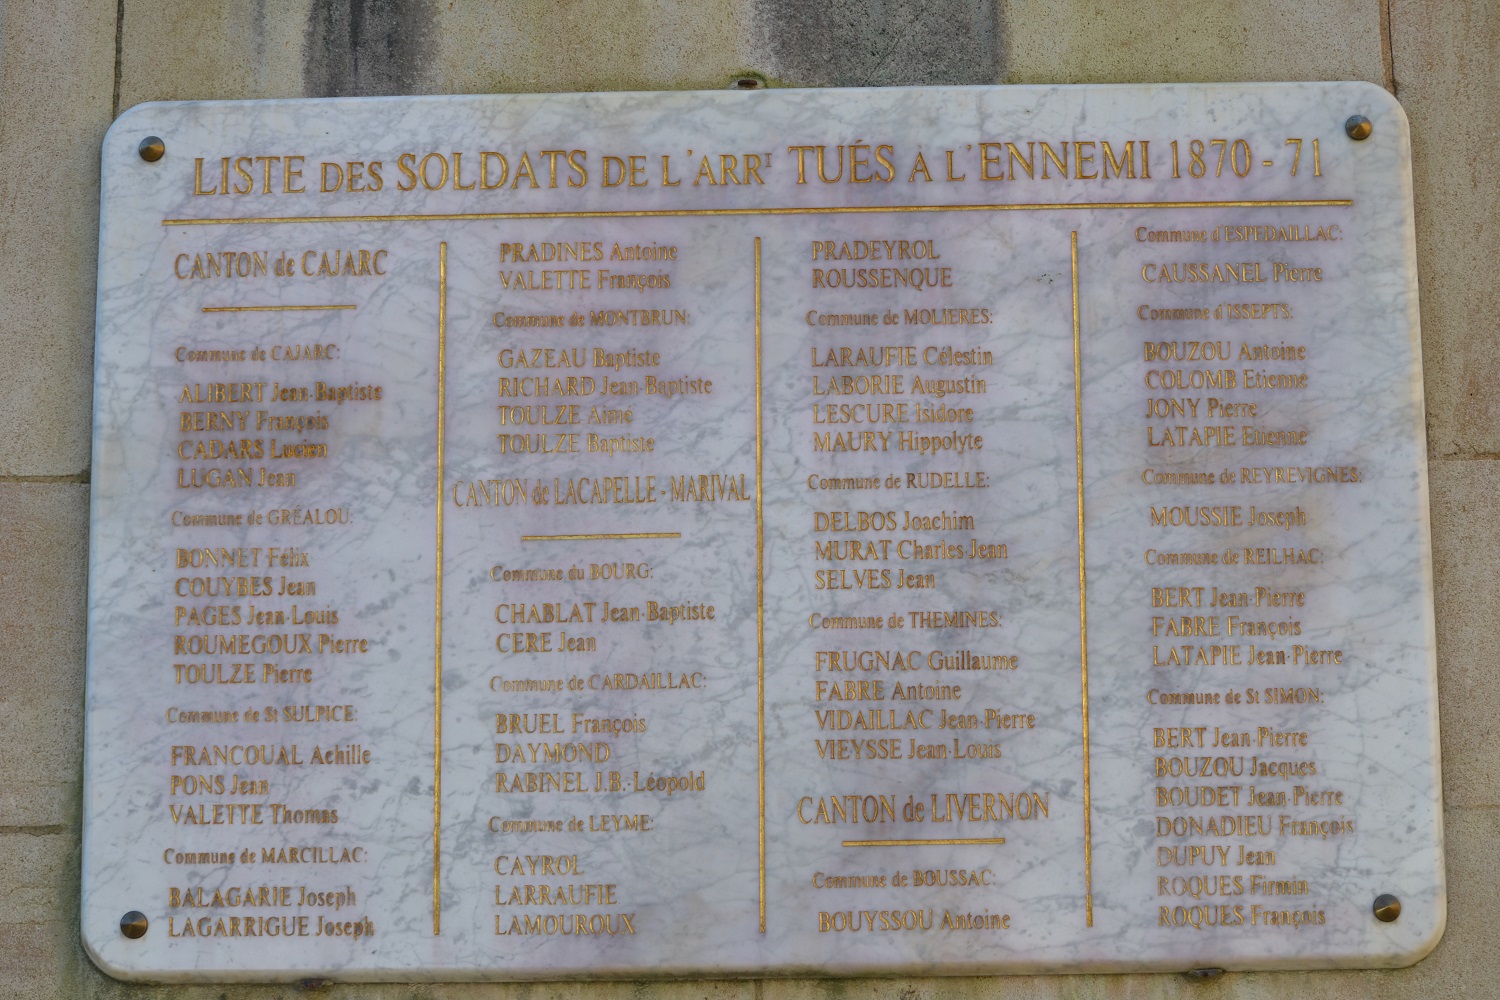 LISTE DES SOLDATS DE L'ARRT TUÉS A L'ENNEMI 1870 - 71
CANTON de CAJARC
Commune de CAJARC:
ALIBERT Jean-Baptiste
BERNY François
CADARS Lucien
LUGAN Jean
Commune de GRÉALOU:
BONNET Félix
COUYBES Jean
PAGES Jean-Louis
ROUMEGOUX Pierre
TOULZE Pierre
Commune de St SULPICE:
FRANCOUAL Achille
PONS Jean
VALETTE Thomas
Commune de MARCILLAC:
BALAGARIE Joseph
LAGARRIGUE Joseph
PRADINES Antoine
VALETTE François
Commune de MONTBRUN:
GAZEAU Baptiste
RICHARD Jean-Baptiste
TOULZE Aimé
TOULZE Baptiste
CANTON de LACAPELLE - MARIVAL
Commune du BOURG:
CHABLAT Jean-Baptiste
CERE Jean
Commune de CARDAILLAC:
BRUEL François
DAYMOND
RABINEL J.B.-Léopold
Commune de LEYME:
CAYROL
LARRAUFIE
LAMOUROUX
PRADEYROL
ROUSSENQUE
Commune de MOLIERES:
LARAUFIE Célestin
LABORIE Augustin
LESCURE Isidore
MAURY Hippolyte
Commune de RUDELLE:
DELBOS Joachim
MURAT Charles-Jean
SELVES Jean
Commune de THEMINES:
FRUGNAC Guillaume
FABRE Antoine
VIDAILLAC Jean-Pierre
VIEYSSE Jean-Louis
CANTON de LIVERNON
Commune de BOUSSAC:
BOUYSSOU Antoine
Commune d'ESPEDAILLAC:
CAUSSANEL Pierre
Commune d'ISSEPTS:
BOUZOU Antoine
COLOMB Etienne
JONY Pierre
LATAPIE Etienne
Commune de REYREVIGNES:
MOUSSIE Joseph
Commune de REILHAC:
BERT Jean-Pierre
FABRE François
LATAPIE Jean-Pierre
Commune de St SIMON:
BERT Jean-Pierre
BOUZOU Jacques
BOUDET Jean-Pierre
DONADIEU François
DUPUY Jean
ROQUES Firmin
ROQUES François